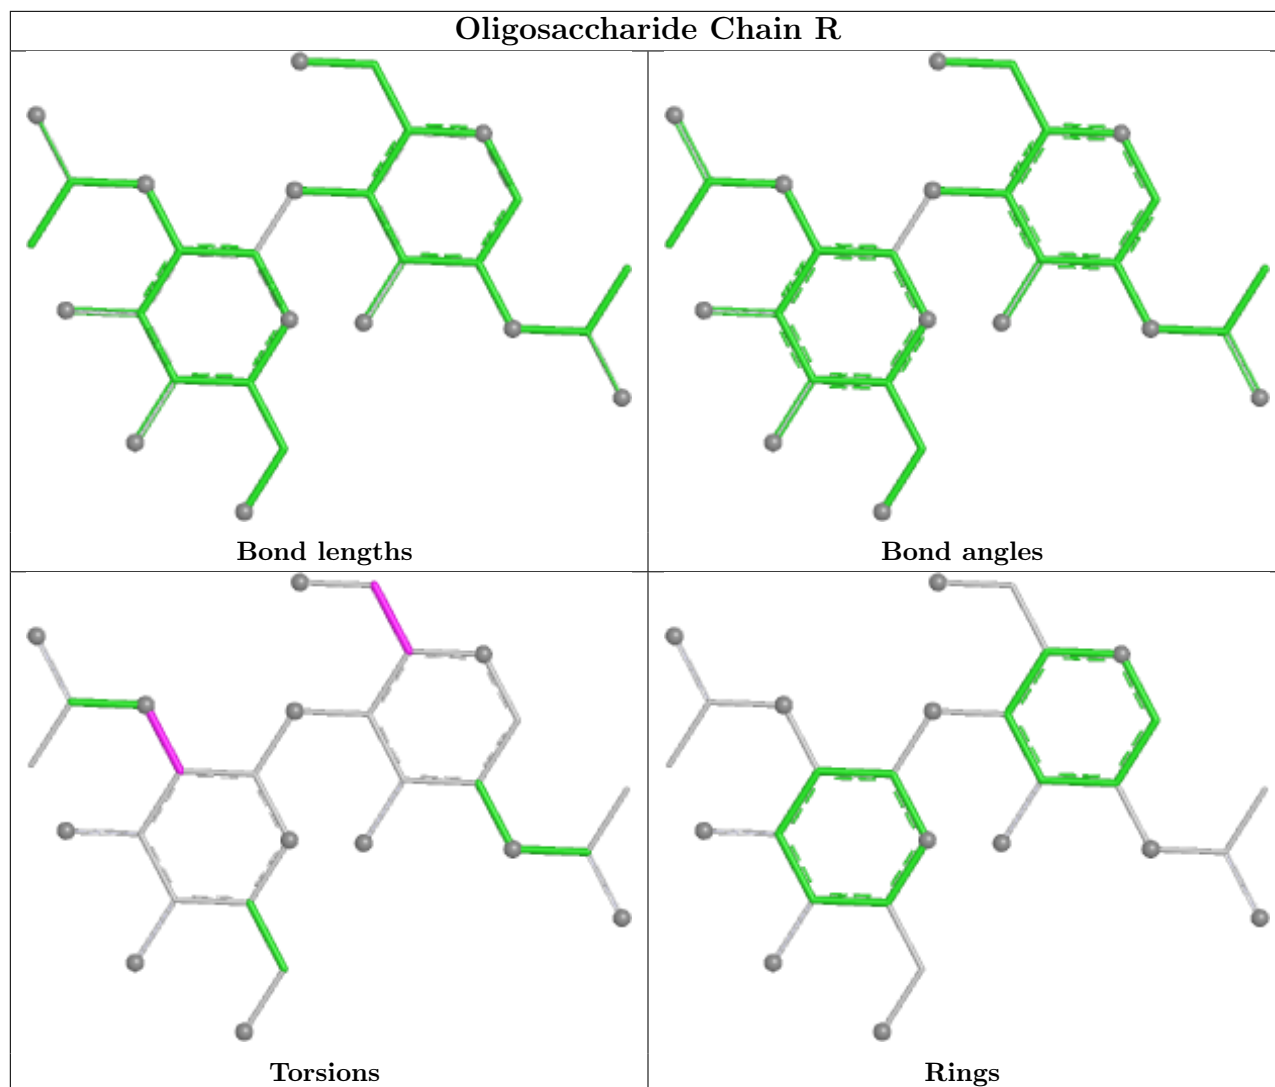 Oligosaccharide Chain R
Bond lengths
Bond angles
Torsions
Rings